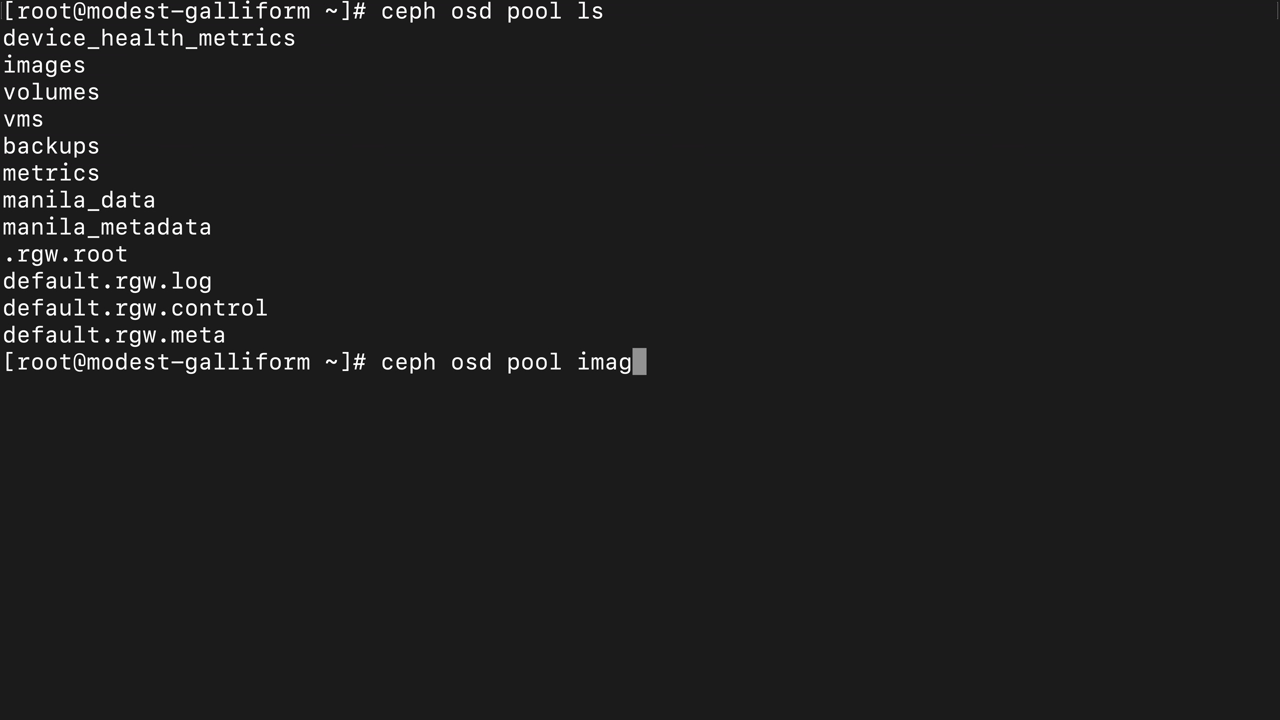 [root@modest-galliform ~]# ceph osd pool ls
device_health_metrics
images
volumes
vms
backups
metrics
manila_data
manila_metadata
.rgw.root
default.rgw.log
default.rgw.control
default.rgw.meta
[root@modest-galliform ~]# ceph osd pool imag